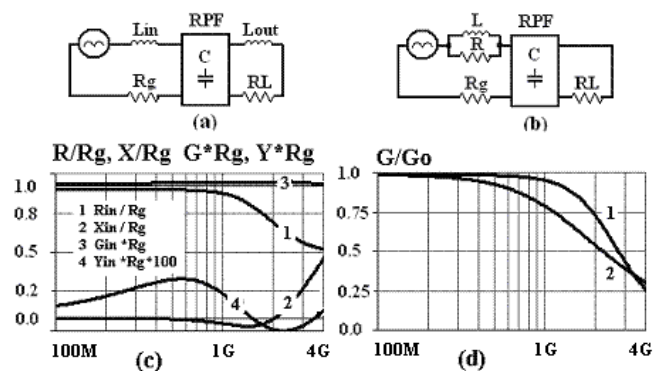 Lin RPF Lout
C
Rg RL
(a)
L RPF
R C
Rg RL
(b)
R/Rg, X/Rg G*Rg, Y*Rg
1.0
0.8
0.5
0.2
0.0
1 Rin / Rg
2 Xin / Rg
3 Gin *Rg
4 Yin *Rg*100
3
1
2
4
100M (c) 1G 4G
G/Go
1.0
0.75
0.5
0.25
0.0
1
2
100M (d) 1G 4G